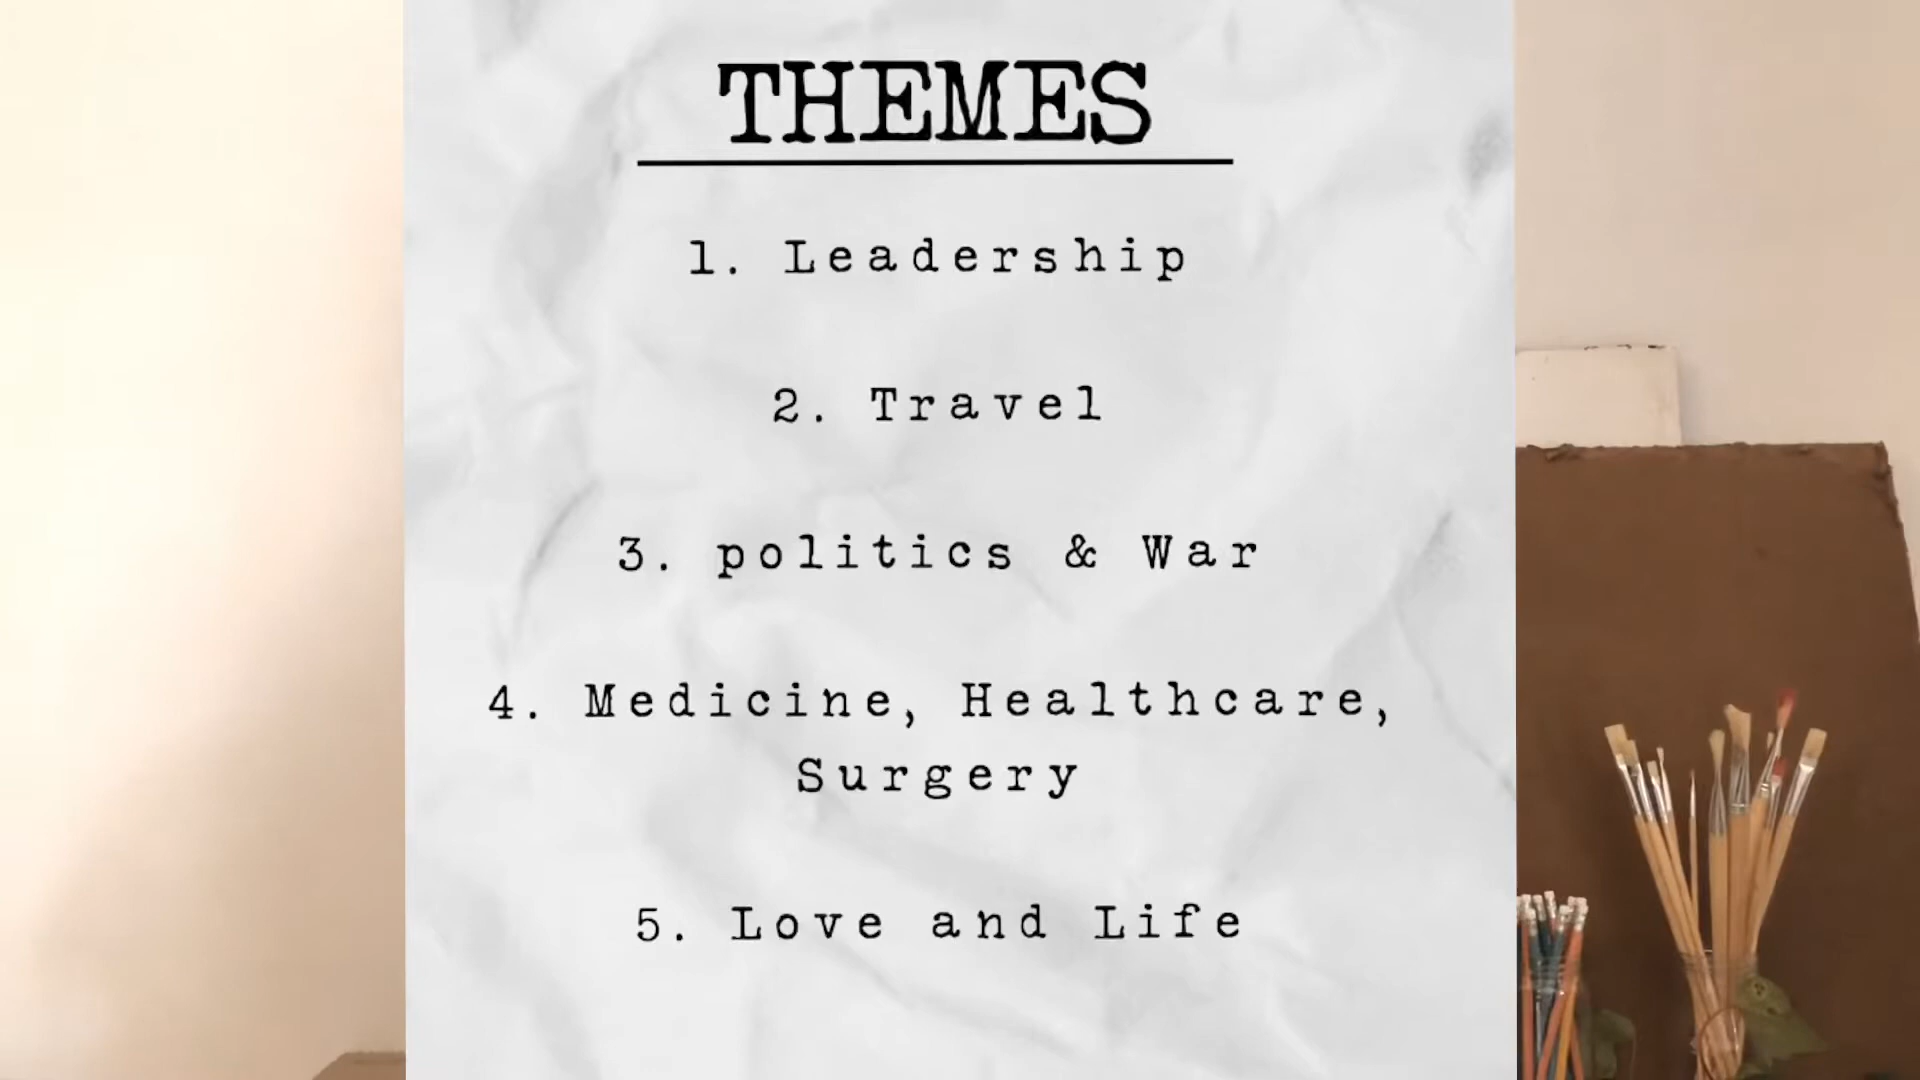 THEMES
1. Leadership
2. Travel
3. politics & War
4. Medicine, Healthcare,
Surgery
5. Love and Life